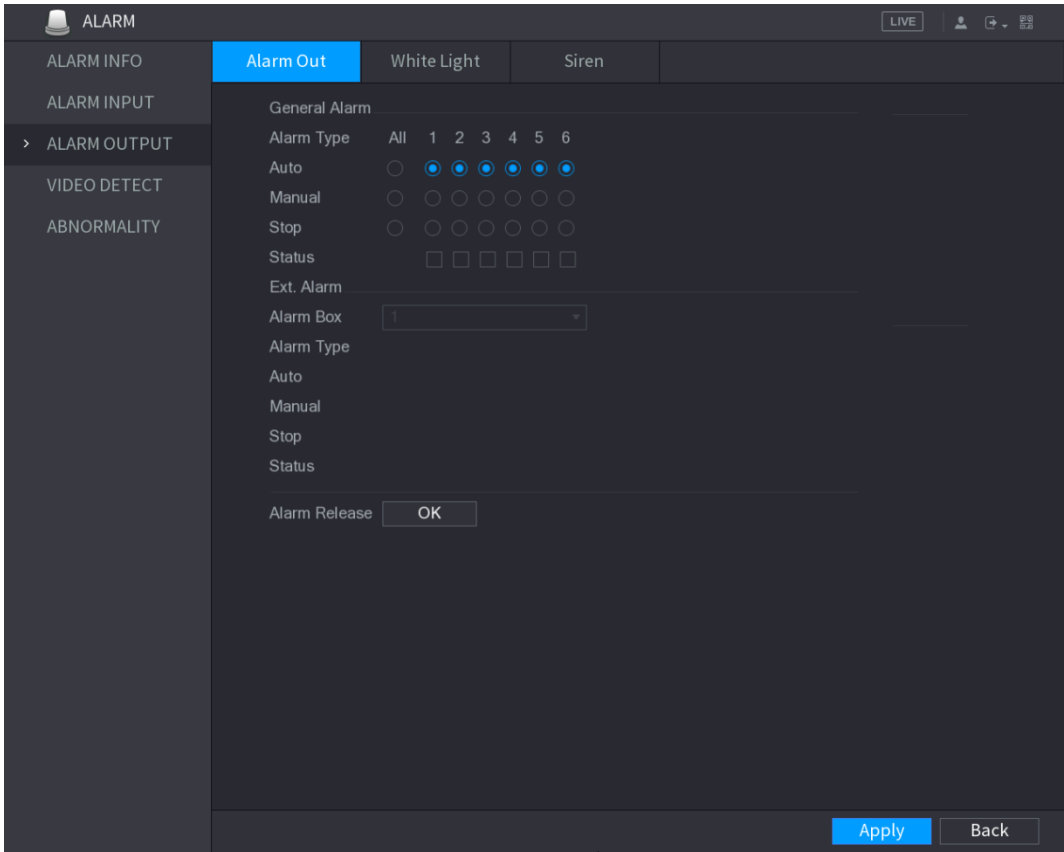 ALARM LIVE
ALARM INFO
ALARM INPUT
> ALARM OUTPUT
VIDEO DETECT
ABNORMALITY
Alarm Out White Light Siren
General Alarm
Alarm Type All 1 2 3 4 5 6
Auto
Manual
Stop
Status
Ext. Alarm
Alarm Box 1
Alarm Type
Auto
Manual
Stop
Status
Alarm Release OK
Apply Back